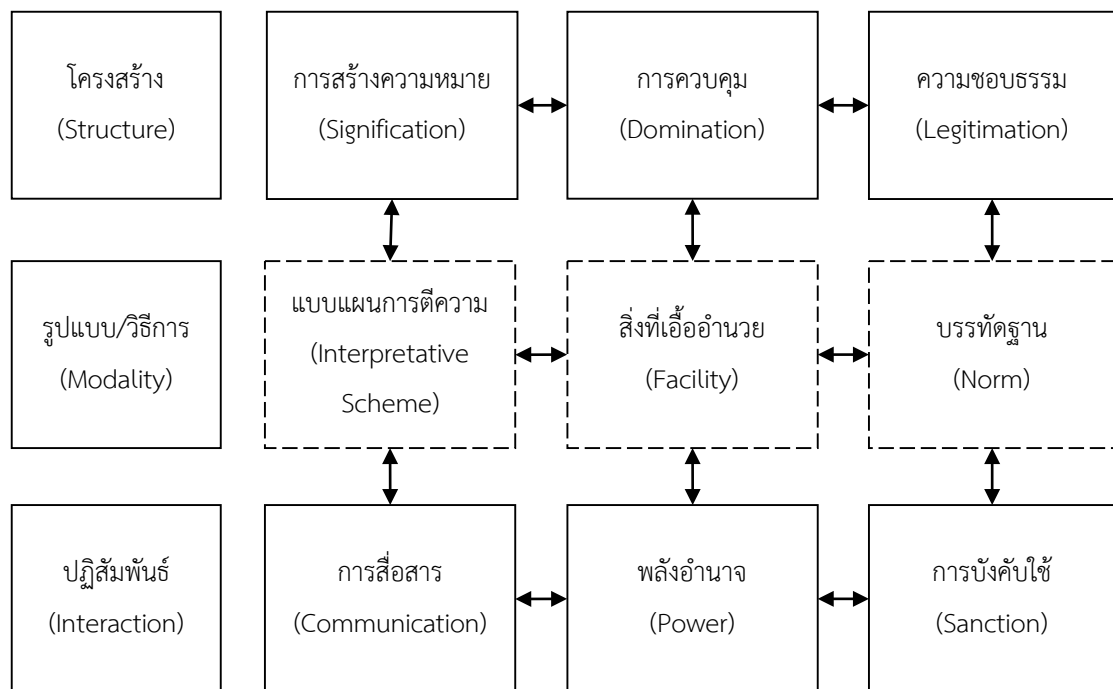 โครงสร้าง
(Structure)
การสร้างความหมาย
(Signification)
การควบคุม
(Domination)
ความชอบธรรม
(Legitimation)
รูปแบบ/วิธีการ
(Modality)
แบบแผนการตีความ
(Interpretative
Scheme)
สิ่งที่เอื้ออำนวย
(Facility)
บรรทัดฐาน
(Norm)
ปฏิสัมพันธ์
(Interaction)
การสื่อสาร
(Communication)
พลังอำนาจ
(Power)
การบังคับใช้
(Sanction)